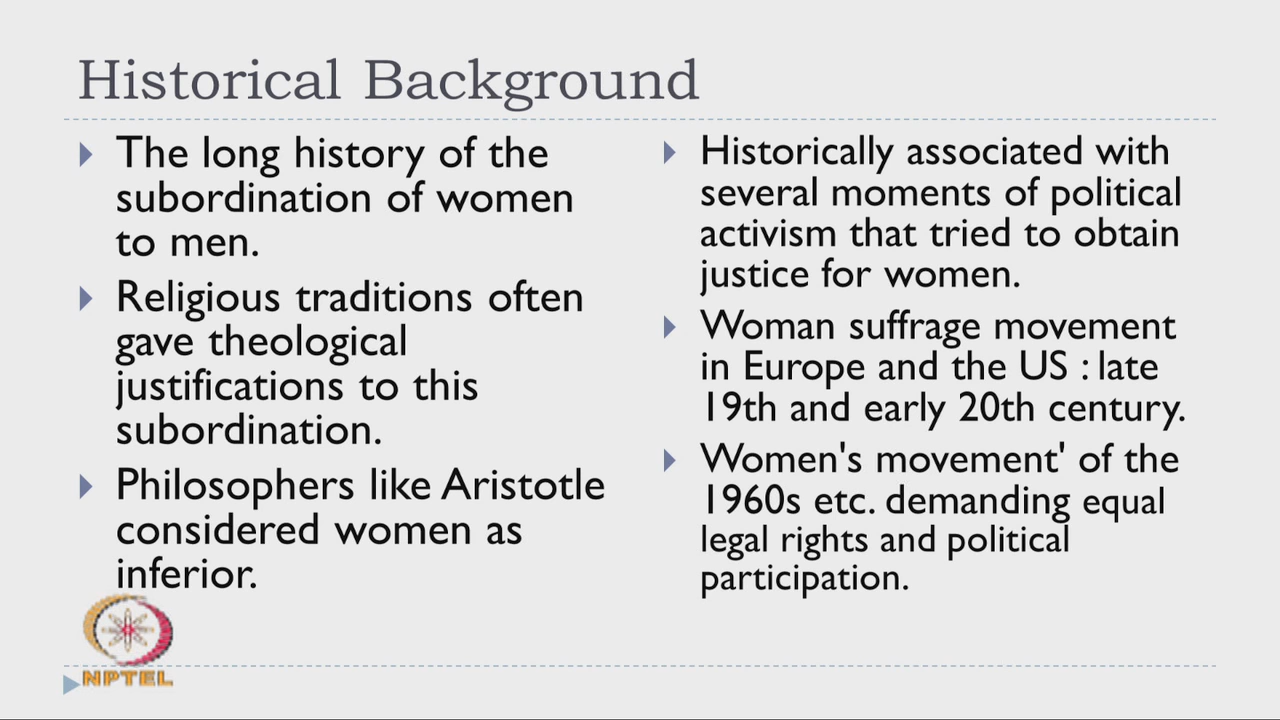 Historical Background
The long history of the
subordination of women
to men.
Religious traditions often
gave theological
justifications to this
subordination.
Philosophers like Aristotle
considered women as
inferior.
Historically associated with
several moments of political
activism that tried to obtain
justice for women.
Woman suffrage movement
in Europe and the US : late
19th and early 20th century.
Women's movement' of the
1960s etc. demanding equal
legal rights and political
participation.
NPTEL